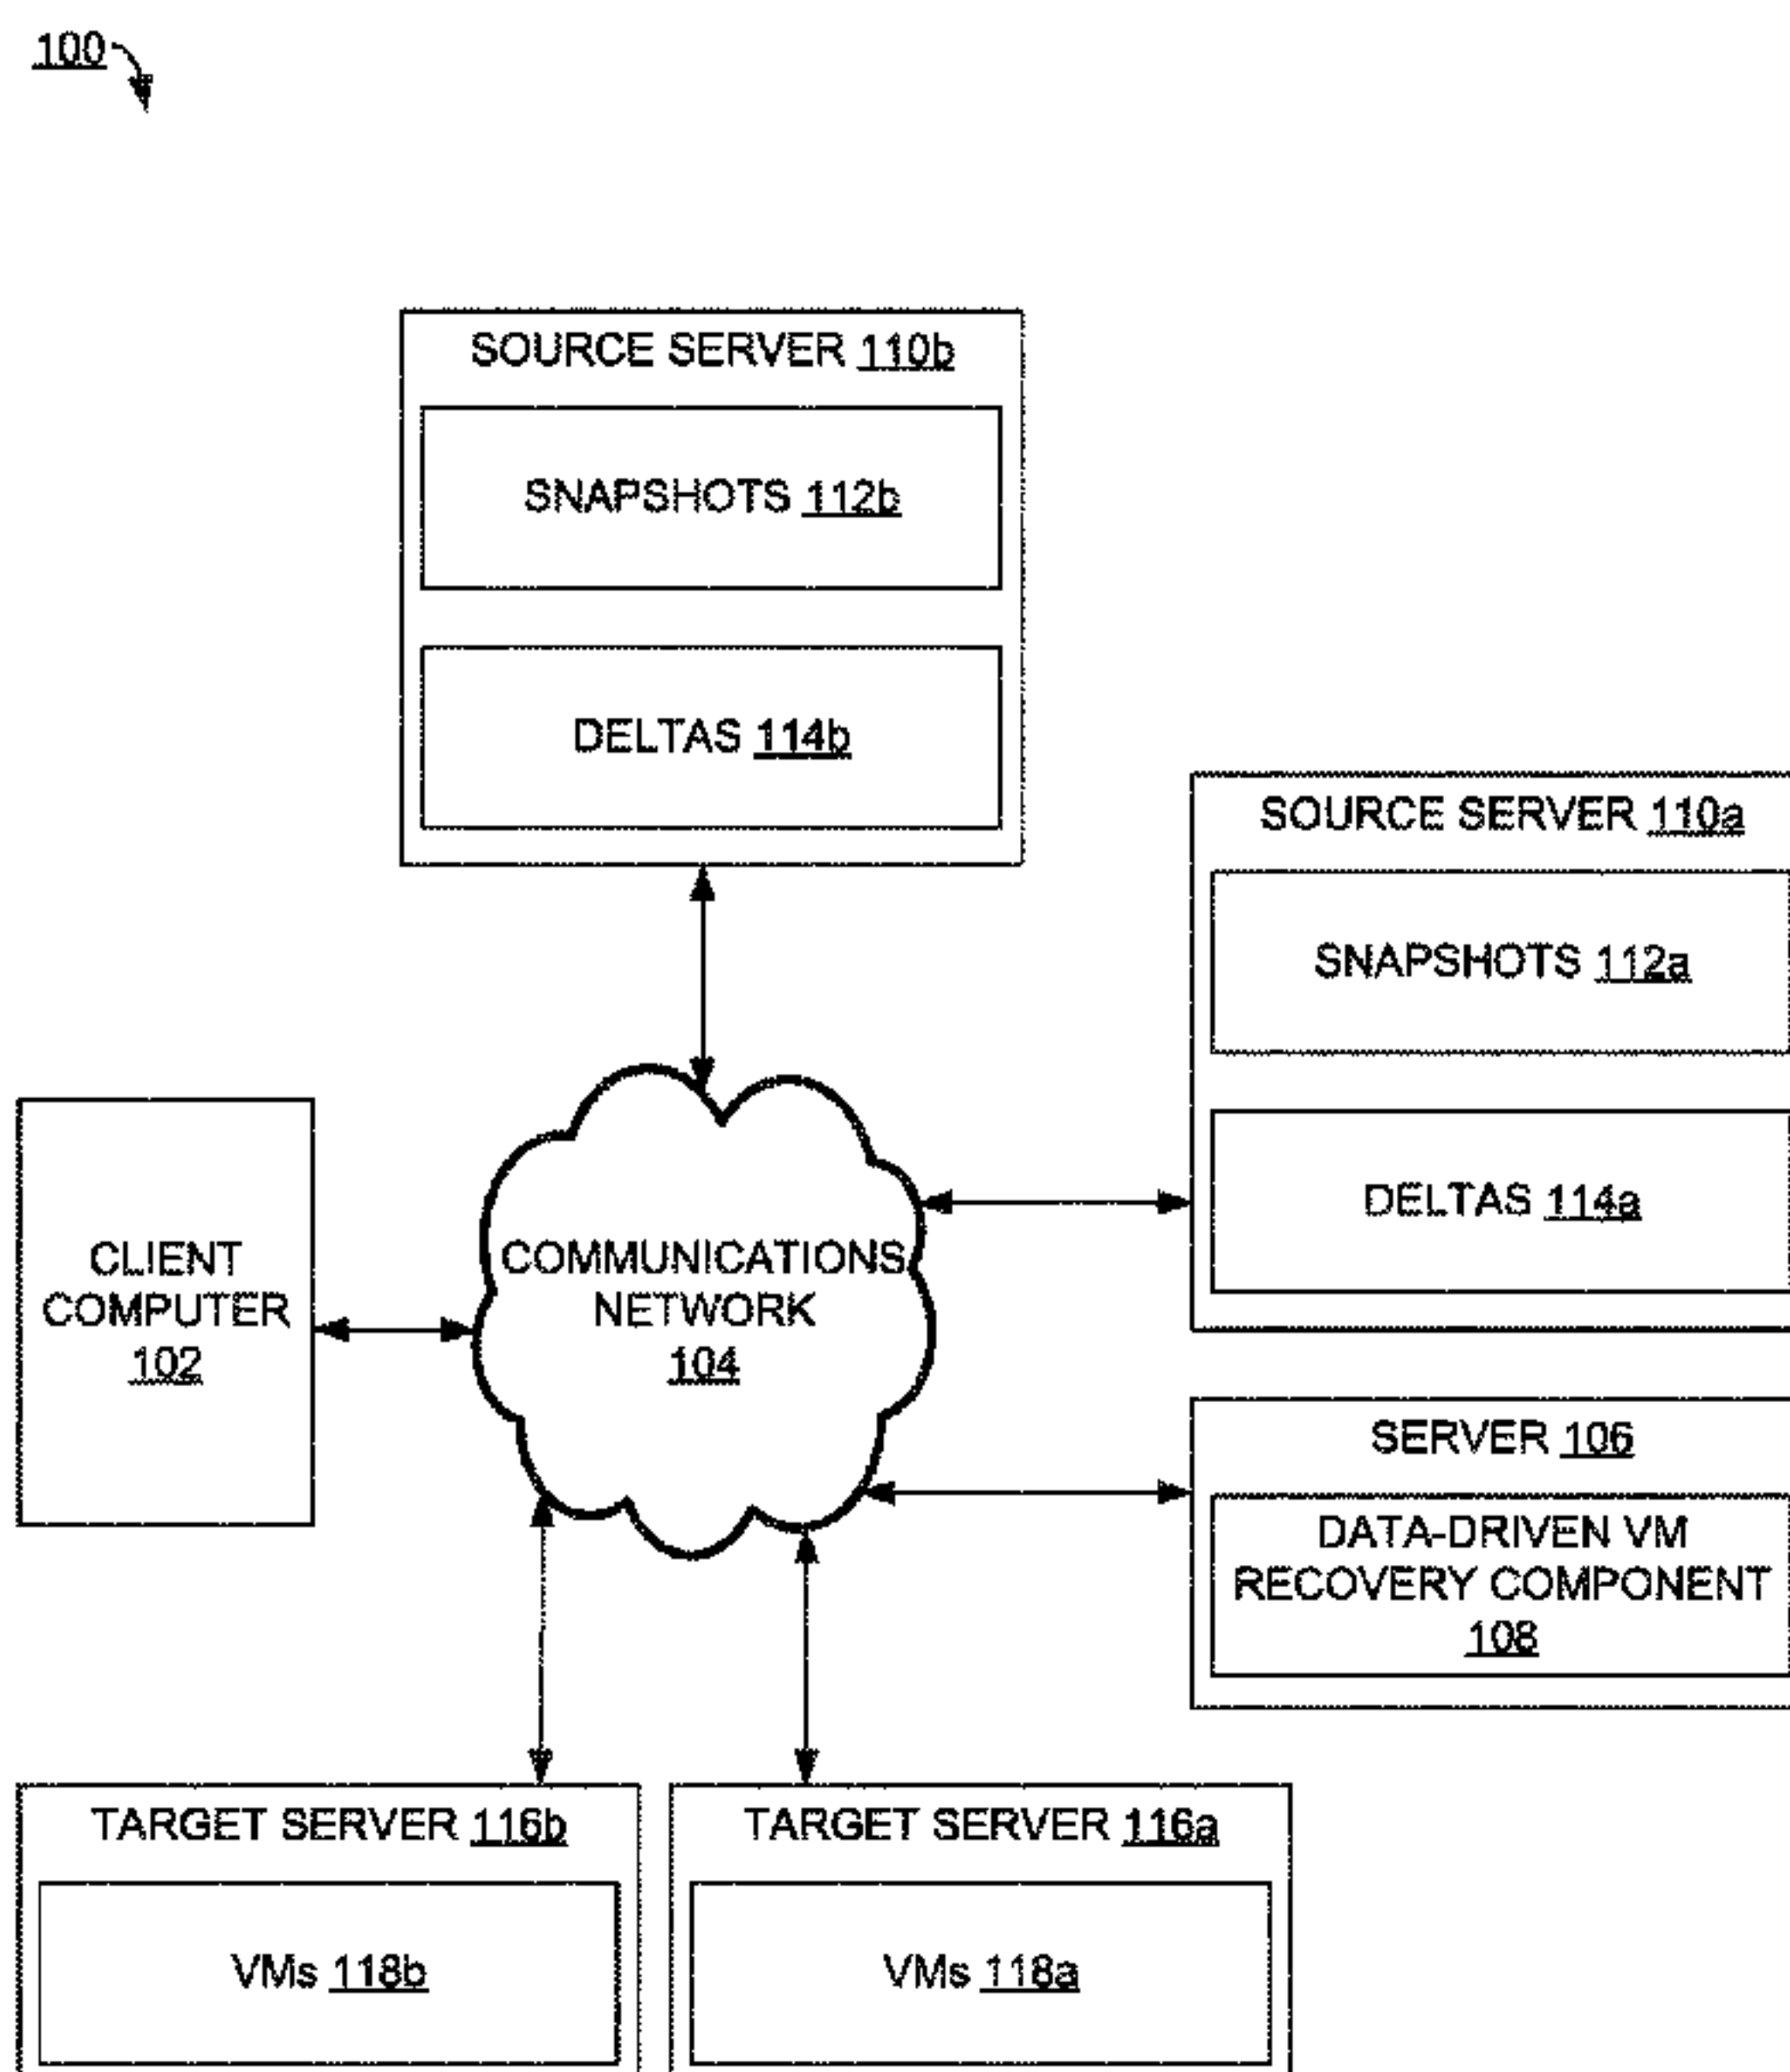 100
SOURCE SERVER 110b
SNAPSHOTS 112b
DELTAS 114b
SOURCE SERVER 110a
SNAPSHOTS 112a
DELTAS 114a
CLIENT
COMPUTER
102
COMMUNICATIONS
NETWORK
104
SERVER 106
DATA-DRIVEN VM
RECOVERY COMPONENT
108
TARGET SERVER 116b
VMs 118b
TARGET SERVER 116a
VMs 118a